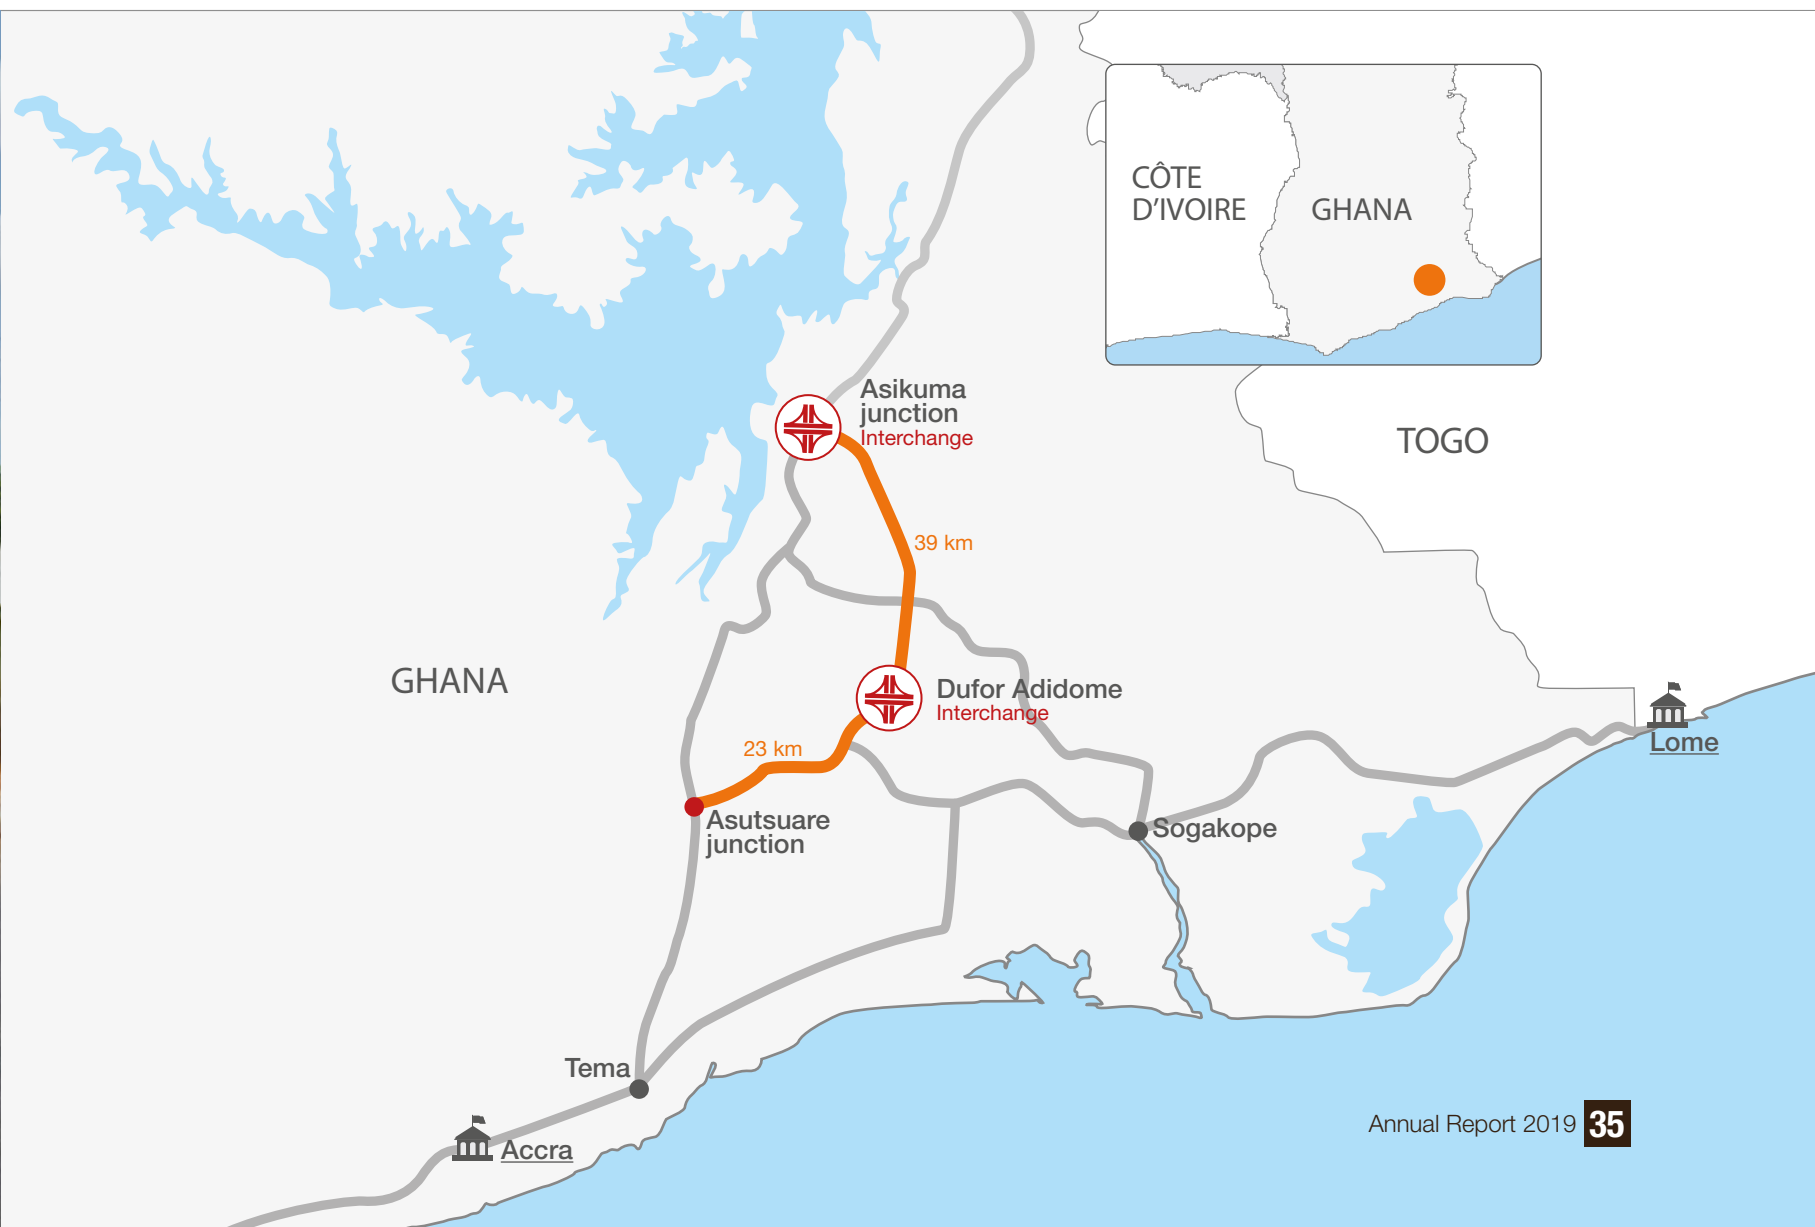 CÔTE
D'IVOIRE
GHANA
Asikuma
junction
Interchange
TOGO
39 km
GHANA
Dufor Adidome
Interchange
23 km
Lome
Asutsuare
junction
Sogakope
Tema
Accra
Annual Report 2019 35